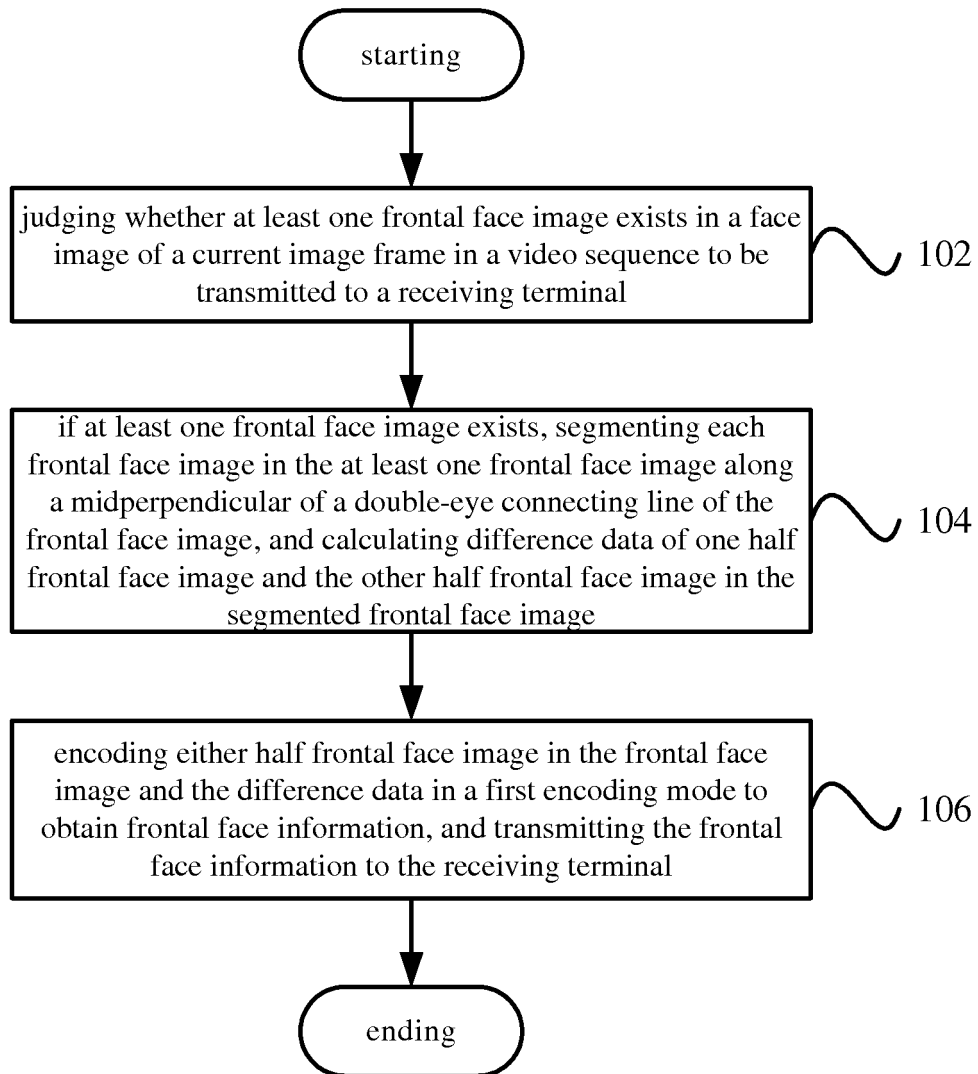 starting
judging whether at least one frontal face image exists in a face
image of a current image frame in a video sequence to be
transmitted to a receiving terminal
102
if at least one frontal face image exists, segmenting each
frontal face image in the at least one frontal face image along
a midperpendicular of a double-eye connecting line of the
frontal face image, and calculating difference data of one half
frontal face image and the other half frontal face image in the
segmented frontal face image
104
encoding either half frontal face image in the frontal face
image and the difference data in a first encoding mode to
obtain frontal face information, and transmitting the frontal
face information to the receiving terminal
106
ending